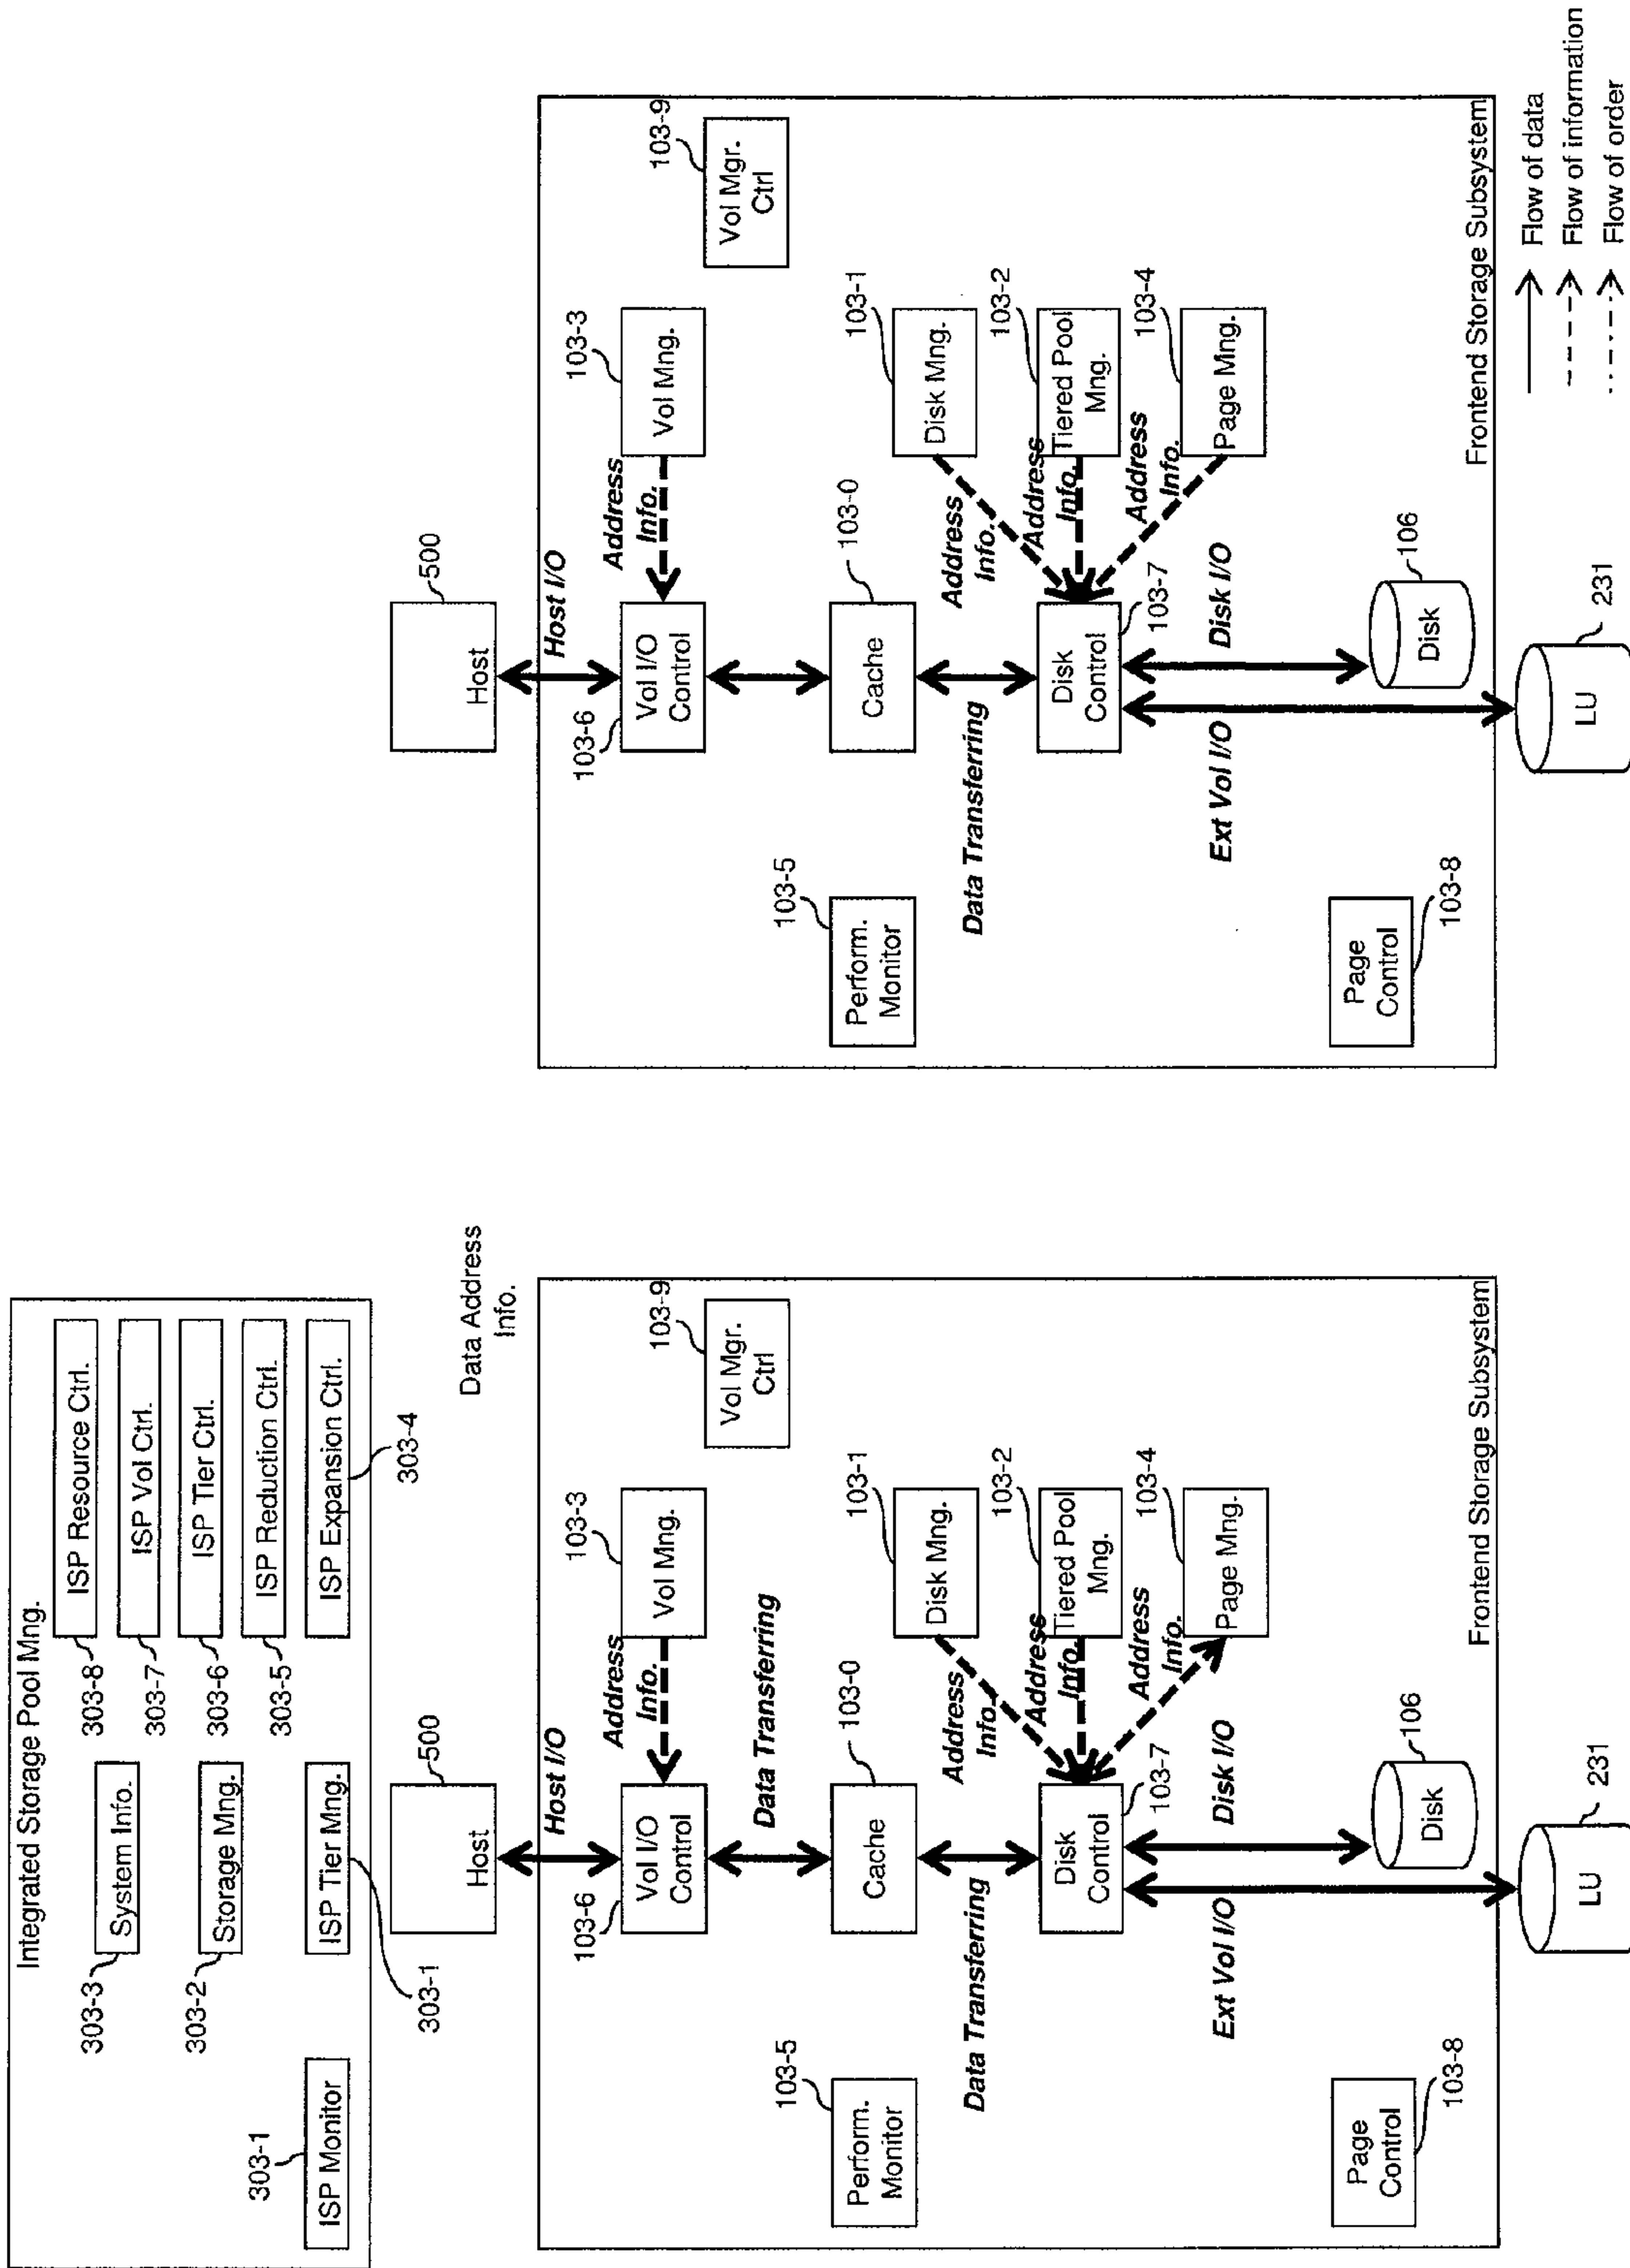 Integrated Storage Pool Mng.
303-3
System Info.
303-8
ISP Resource Ctrl.
303-7
ISP Vol Ctrl.
303-2
Storage Mng.
303-6
ISP Tier Ctrl.
303-5
ISP Reduction Ctrl.
303-1
ISP Monitor
ISP Tier Mng.
303-1
ISP Expansion Ctrl.
303-4
Data Address
Info.
500
Host
Host I/O
103-6
Vol I/O
Control
Address
Info.
103-3
Vol Mng.
103-9
Vol Mgr.
Ctrl
Data Transferring
103-5
Perform.
Monitor
Cache
103-0
Data Transferring
Address
Info.
103-1
Disk Mng.
Disk
Control
103-7
Address
Info.
103-2
Tiered Pool
Mng.
Address
Info.
103-4
Page Mng.
Ext Vol I/O
Disk I/O
Page
Control
103-8
106
Disk
Frontend Storage Subsystem
231
LU
500
Host
Host I/O
103-6
Vol I/O
Control
Address
Info.
103-3
Vol Mng.
103-9
Vol Mgr.
Ctrl
103-5
Perform.
Monitor
Cache
103-0
Data Transferring
Address
Info.
103-1
Disk Mng.
Disk
Control
103-7
Address
Info.
103-2
Tiered Pool
Mng.
Address
Info.
103-4
Page Mng.
Ext Vol I/O
Disk I/O
Page
Control
103-8
106
Disk
Frontend Storage Subsystem
231
LU
Flow of data
Flow of information
Flow of order